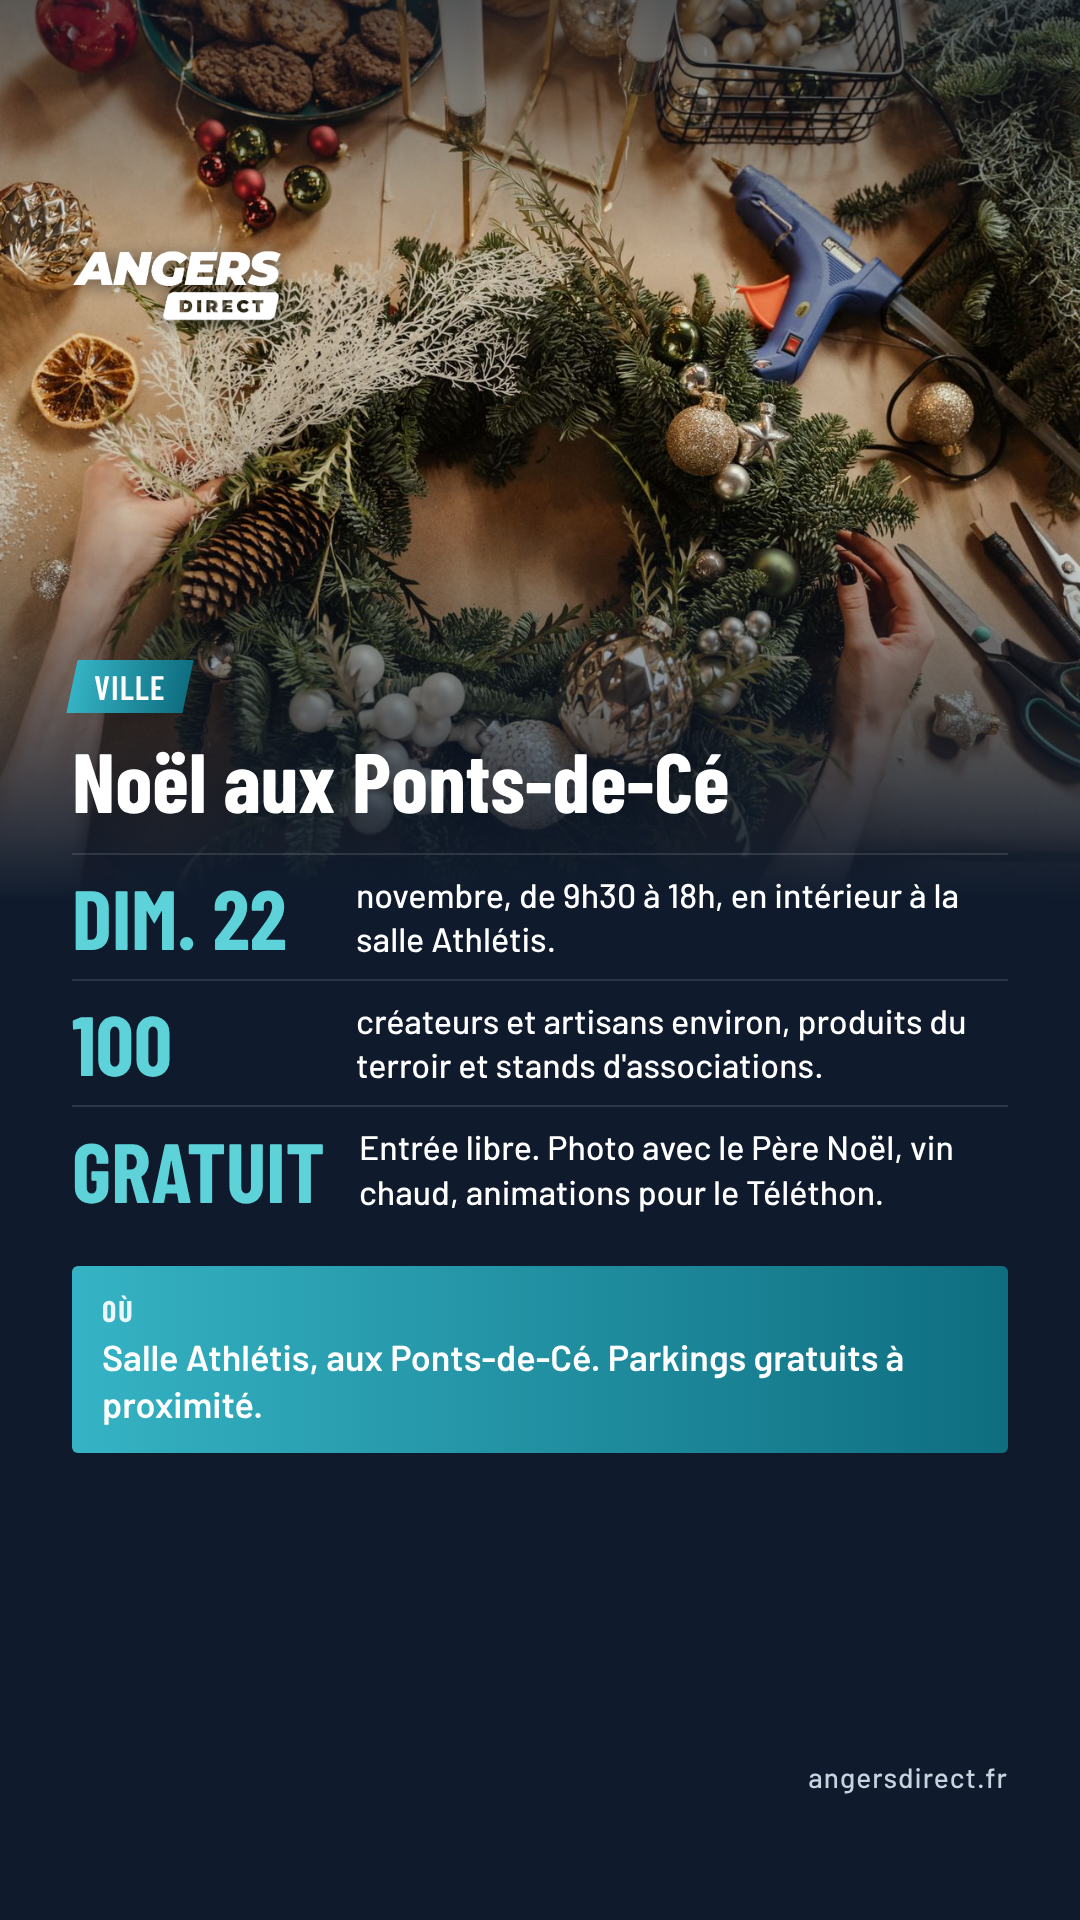 ANGERS
DIRECT
VILLE
Noël aux Ponts-de-Cé
DIM. 22
novembre, de 9h30 à 18h, en intérieur à la
salle Athlétis.
100
créateurs et artisans environ, produits du
terroir et stands d'associations.
GRATUIT
Entrée libre. Photo avec le Père Noël, vin
chaud, animations pour le Téléthon.
OÙ
Salle Athlétis, aux Ponts-de-Cé. Parkings gratuits à
proximité.
angersdirect.fr